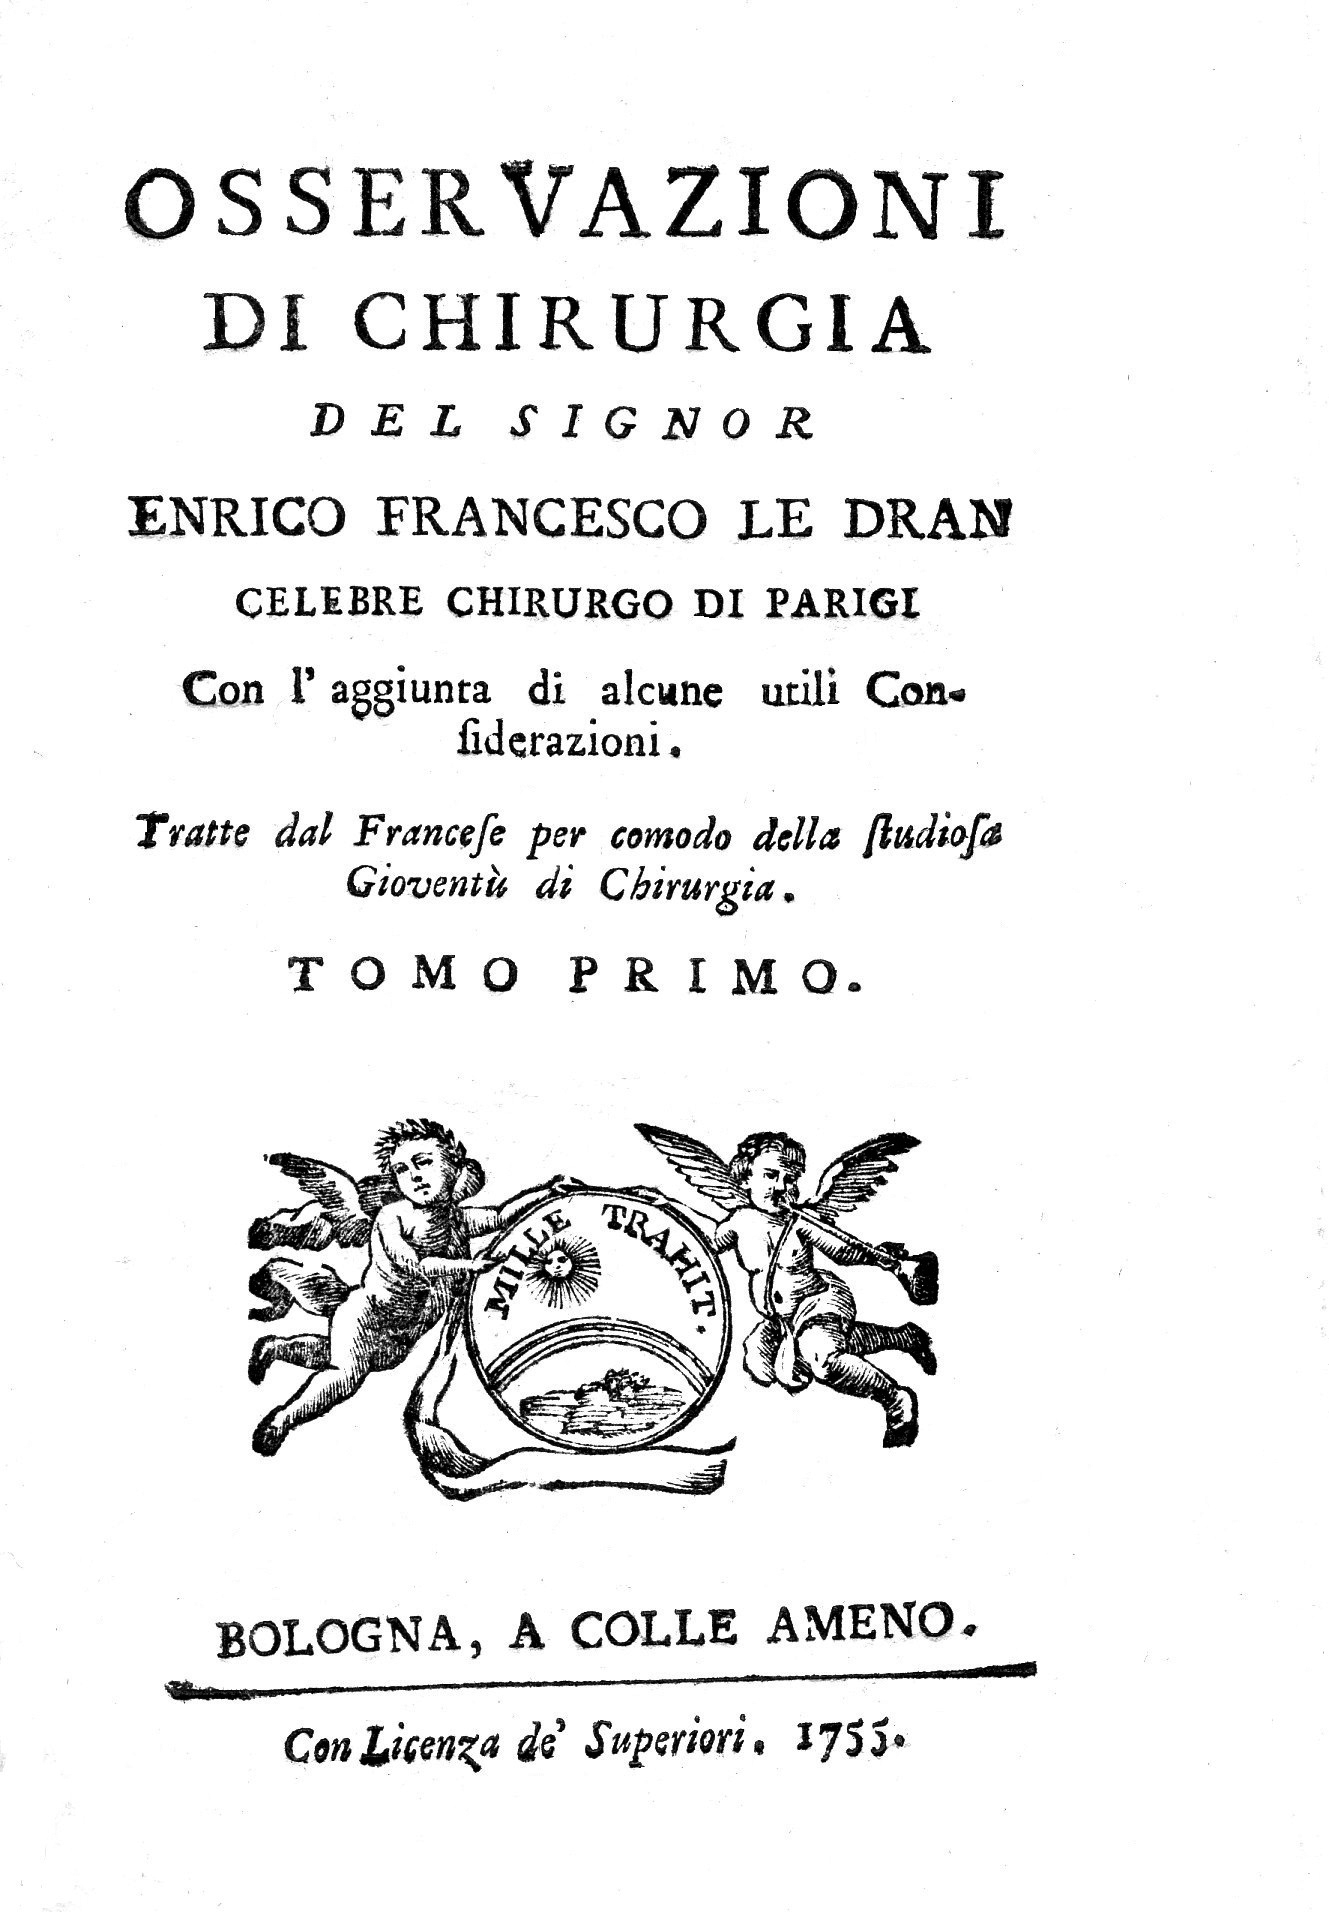 OSSERVAZIONI
DI CHIRURGIA
DEL SIGNOR
ENRICO FRANCESCO LE DRAN
CELEBRE CHIRURGO DI PARIGI
Con l' aggiunta di alcune utili Con-
ſiderazioni.
Tratte dal Franceſe per comodo della ſtudioſa
Gioventù di Chirurgia.
TOMO PRIMO.
MILLE TRAHIT.
BOLOGNA, A COLLE AMENO.
Con Licenza de' Superiori. 1755.